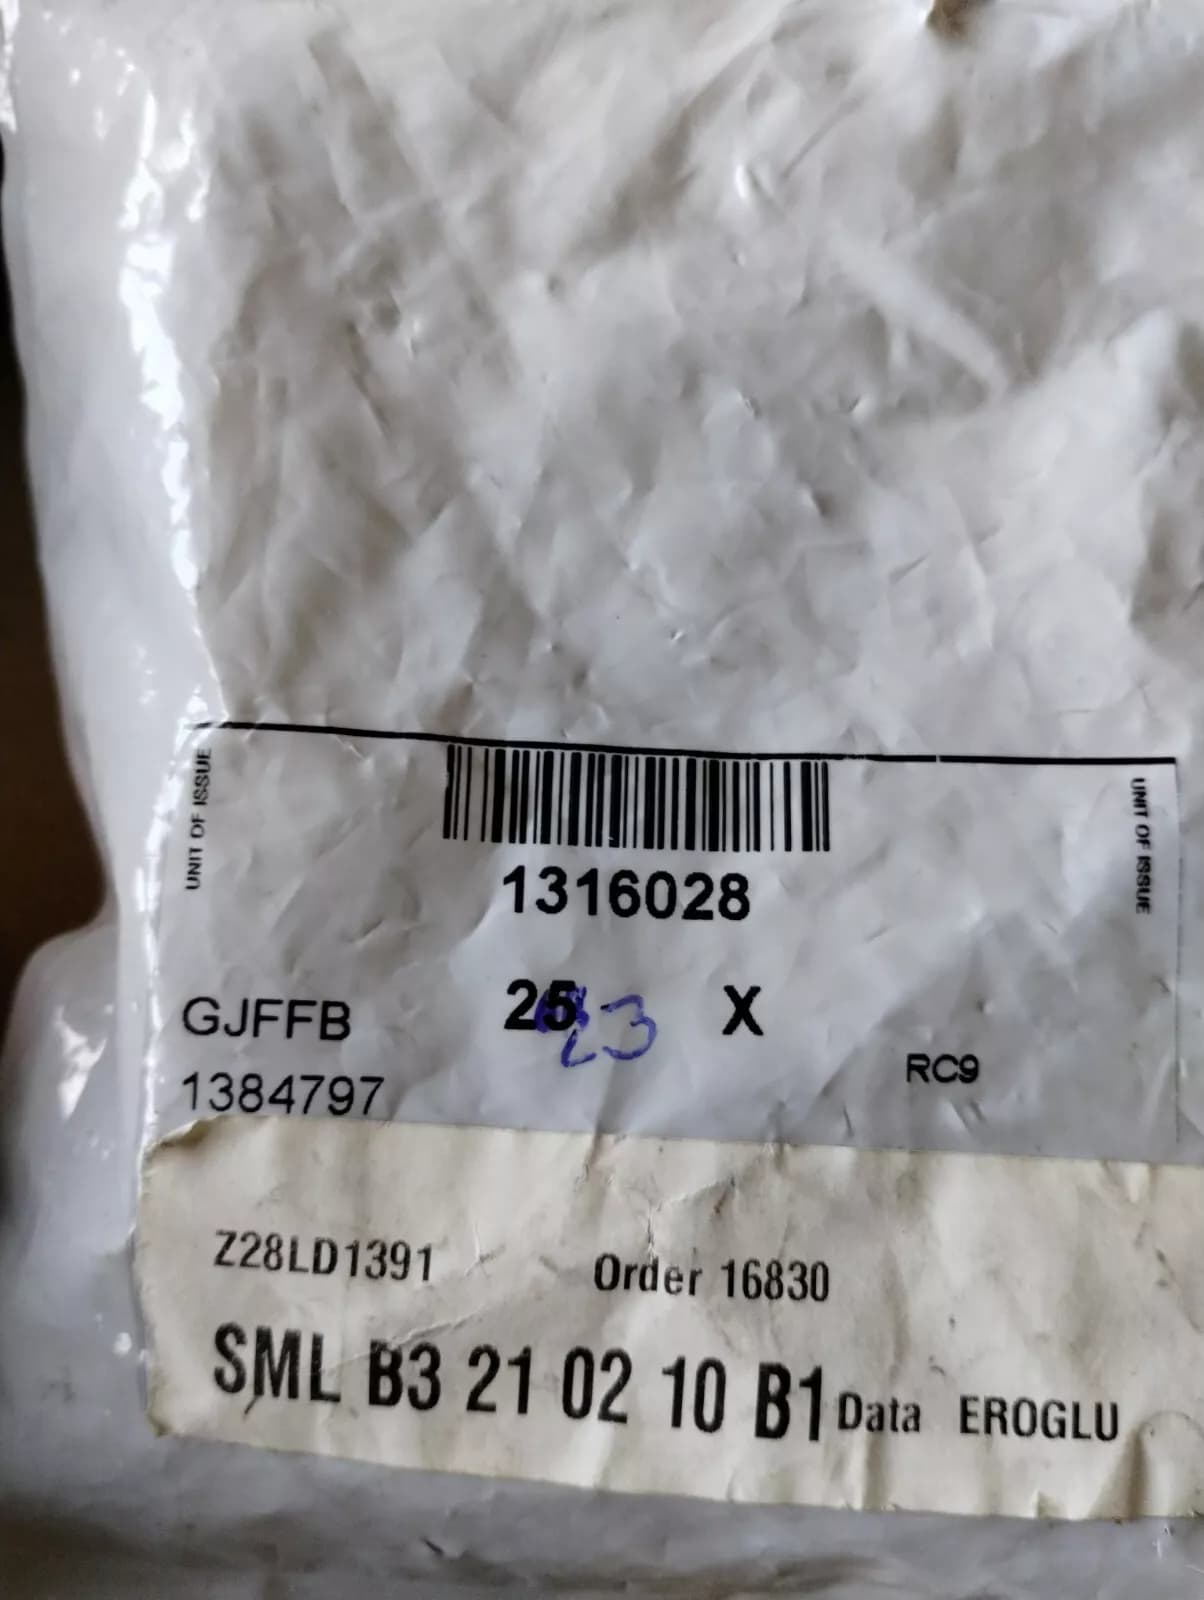 UNIT OF ISSUE
UNIT OF ISSUE
1316028
GJFFB 25 23 X
1384797 RC9
Z28LD1391 Order 16830
SML B3 21 02 10 B1 Data EROGLU